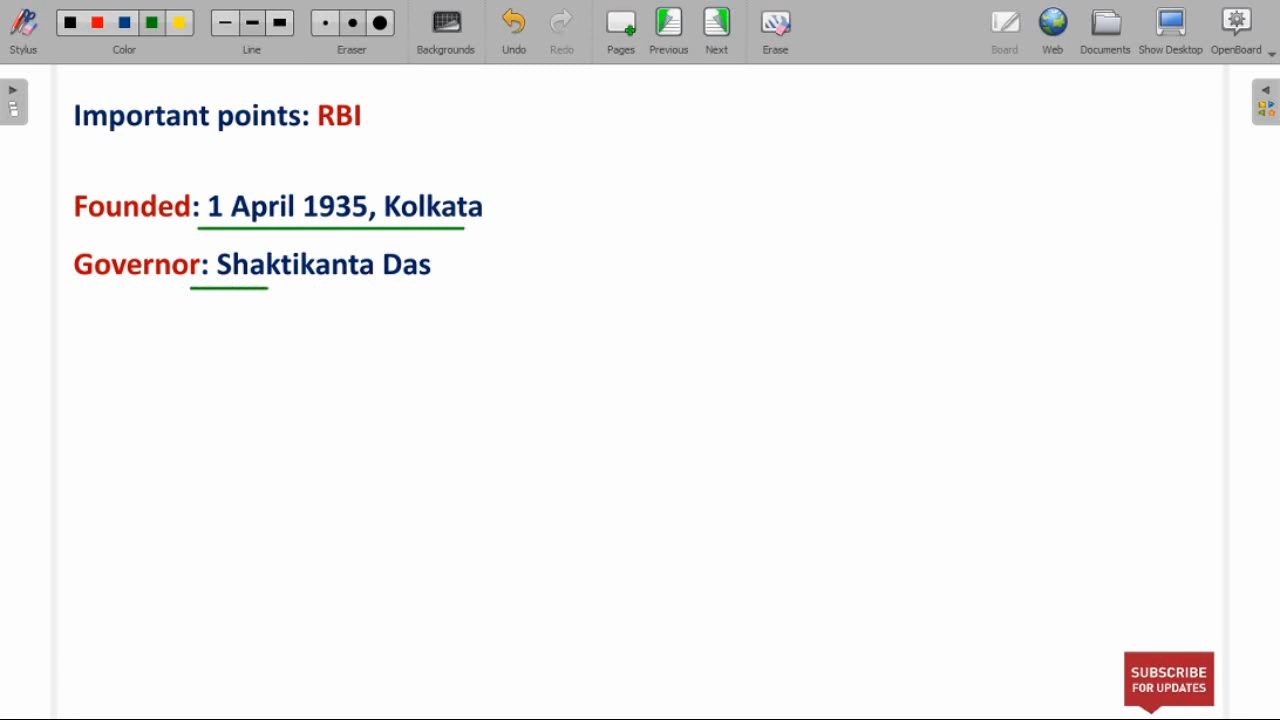 Stylus Color Line Eraser Backgrounds Undo Redo Pages Previous Next Erase Board Web Documents Show Desktop OpenBoard
Important points: RBI
Founded: 1 April 1935, Kolkata
Governor: Shaktikanta Das
SUBSCRIBE
FOR UPDATES